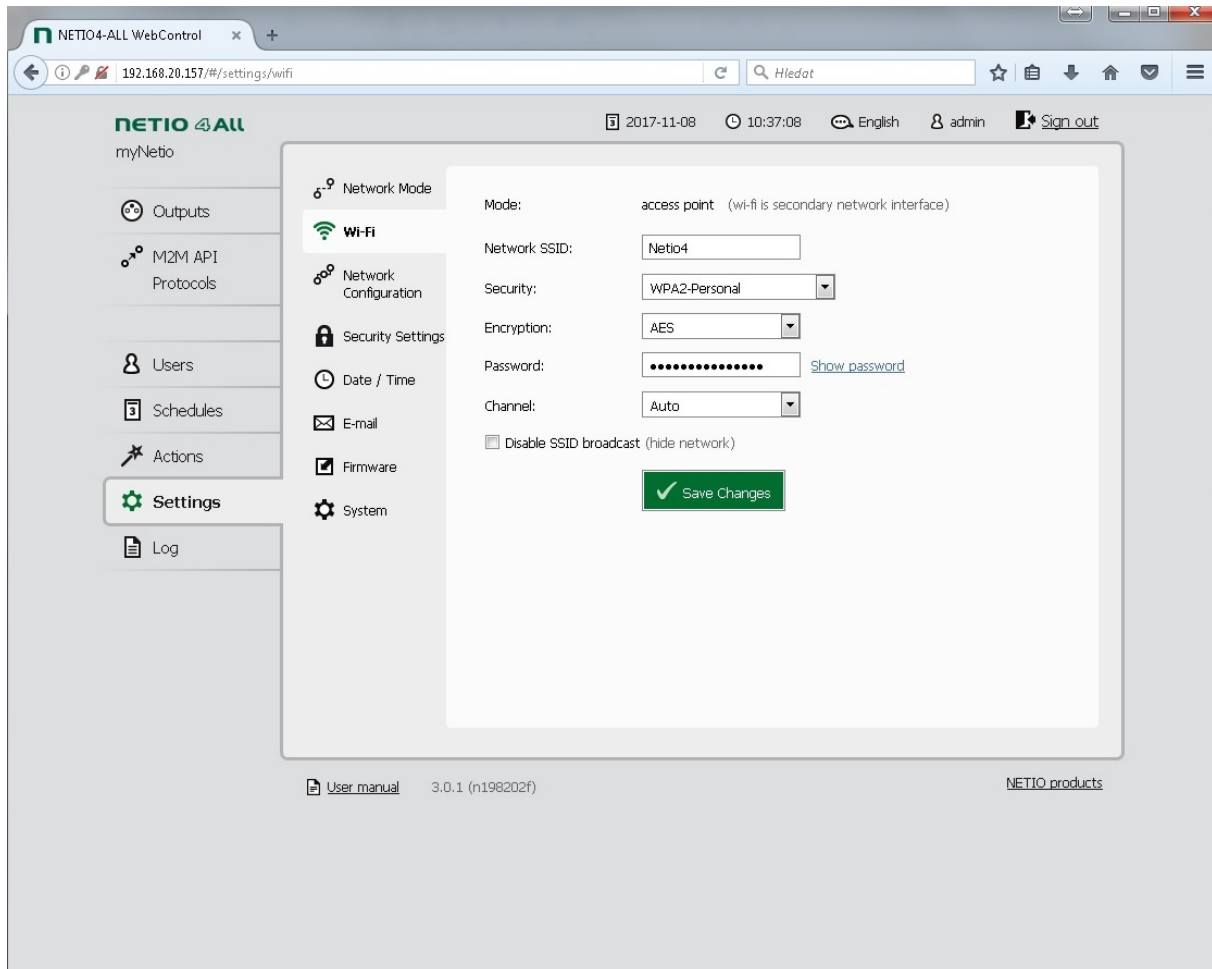 NETIO4-ALL WebControl
192.168.20.157/#/settings/wifi
Hledat
NETIO 4All
myNetio
3 2017-11-08 10:37:08 English admin Sign out
Outputs
M2M API
Protocols
Users
3 Schedules
Actions
Settings
Log
Network Mode
Wi-Fi
Network
Configuration
Security Settings
Date / Time
E-mail
Firmware
System
Mode: access point (wi-fi is secondary network interface)
Network SSID: Netio4
Security: WPA2-Personal
Encryption: AES
Password: ••••••••••••••• Show password
Channel: Auto
Disable SSID broadcast (hide network)
Save Changes
User manual 3.0.1 (n198202f) NETIO products